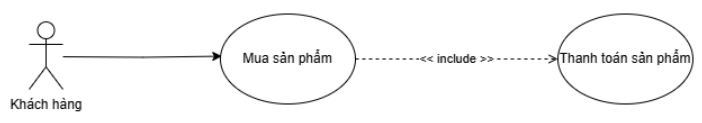 Mua sản phẩm
<< include >>
Thanh toán sản phẩm
Khách hàng